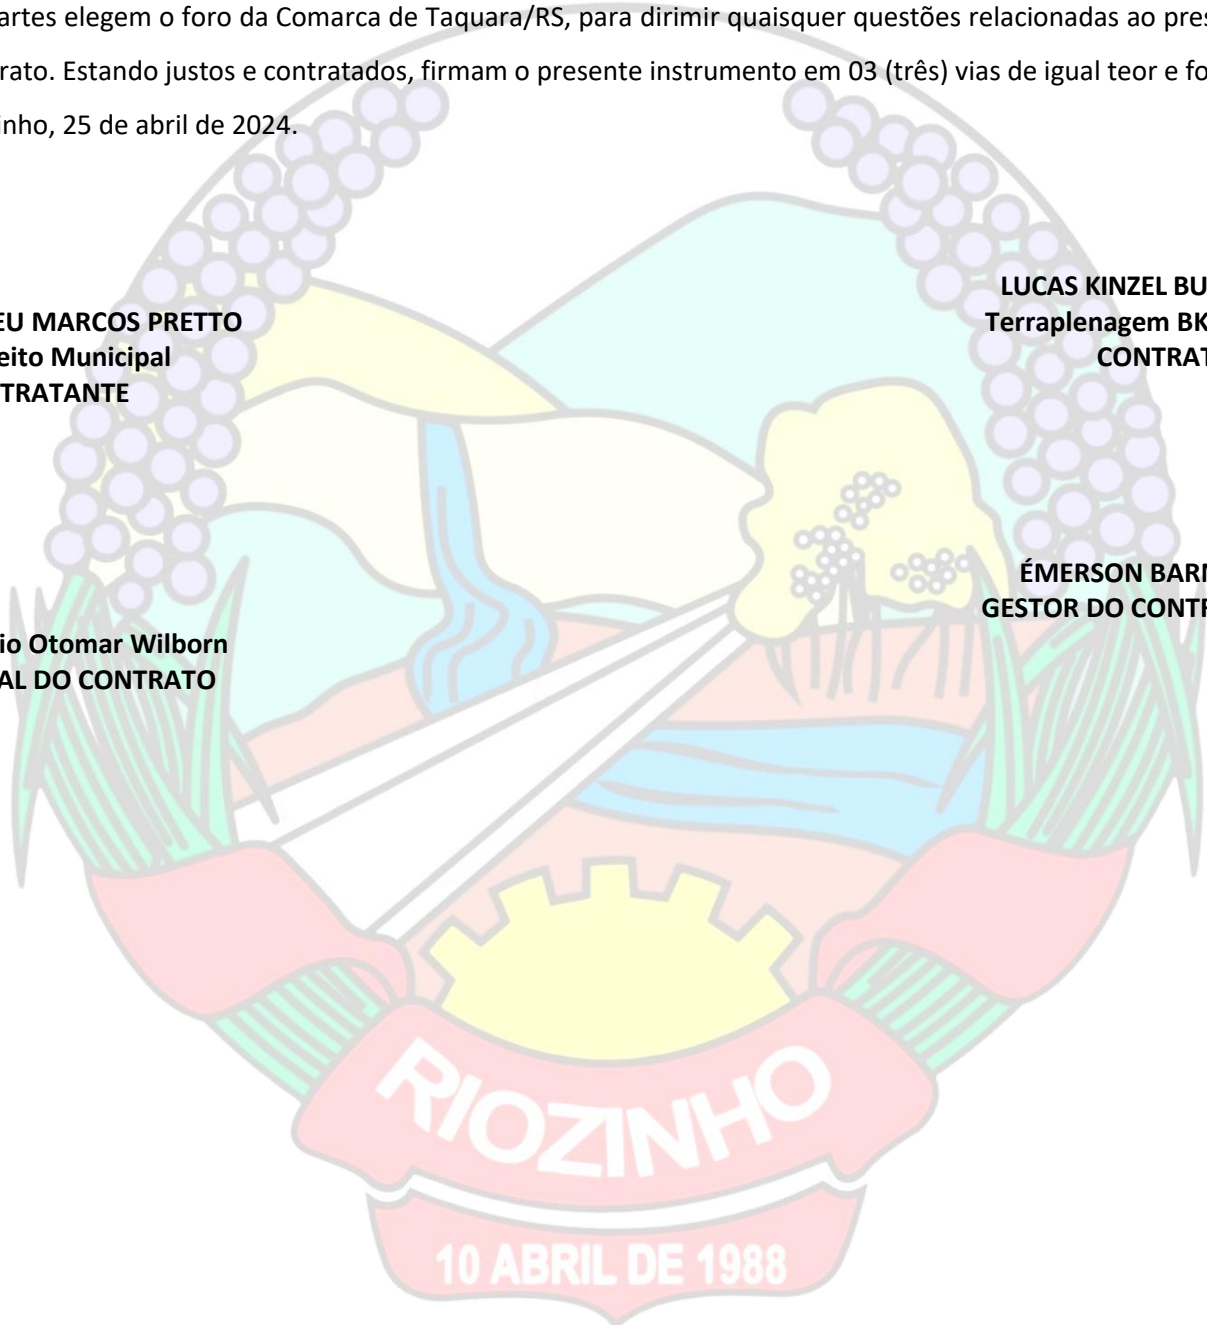 artes elegem o foro da Comarca de Taquara/RS, para dirimir quaisquer questões relacionadas ao pres
rato. Estando justos e contratados, firmam o presente instrumento em 03 (três) vias de igual teor e fo
inho, 25 de abril de 2024.
LUCAS KINZEL BU
Terraplenagem BK
CONTRAT
EU MARCOS PRETTO
eito Municipal
TRATANTE
ÉMERSON BARN
GESTOR DO CONTR
io Otomar Wilborn
AL DO CONTRATO
RIOZINHO
10 ABRIL DE 1988